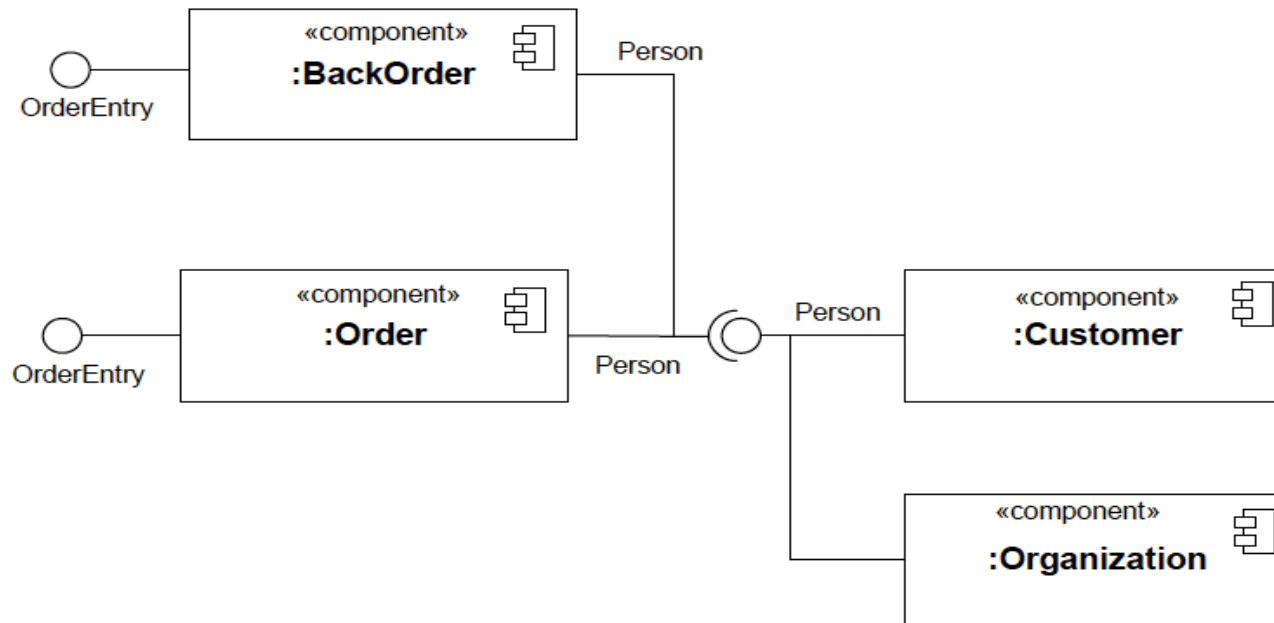 «component»
:BackOrder
Person
OrderEntry
«component»
:Order
Person
OrderEntry
Person
«component»
:Customer
«component»
:Organization